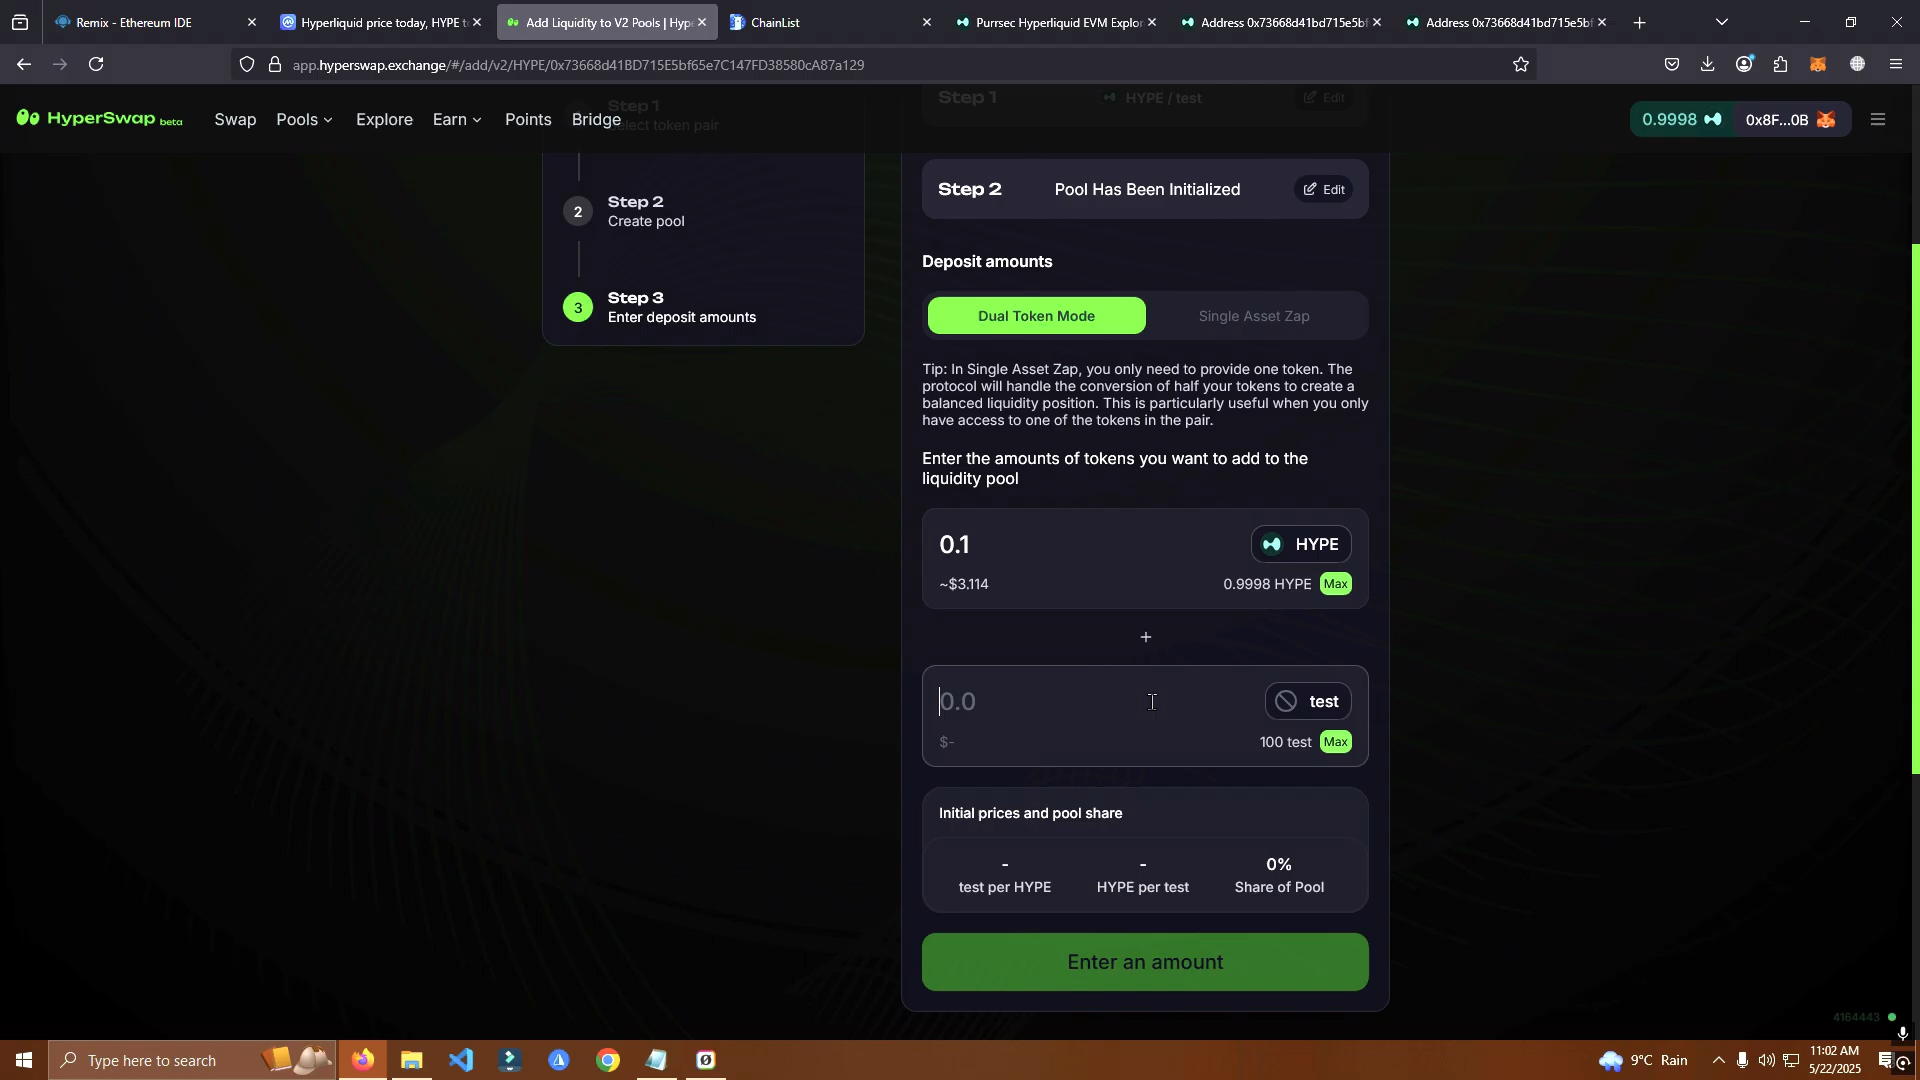 Remix - Ethereum IDE
Hyperliquid price today, HYPE t
Add Liquidity to V2 Pools | Hype
ChainList
Purrsec Hyperliquid EVM Explor
Address 0x73668d41bd715e5bf
Address 0x73668d41bd715e5bf
app.hyperswap.exchange/#/add/v2/HYPE/0x73668d41BD715E5bf65e7C147FD38580cA87a129
HyperSwap beta
Swap
Pools
Explore
Earn
Points
Bridge
0.9998
0x8F...0B
Step 1
Select token pair
2
Step 2
Create pool
3
Step 3
Enter deposit amounts
Step 1
HYPE / test
Edit
Step 2
Pool Has Been Initialized
Edit
Deposit amounts
Dual Token Mode
Single Asset Zap
Tip: In Single Asset Zap, you only need to provide one token. The
protocol will handle the conversion of half your tokens to create a
balanced liquidity position. This is particularly useful when you only
have access to one of the tokens in the pair.
Enter the amounts of tokens you want to add to the
liquidity pool
0.1
HYPE
~$3.114
0.9998 HYPE
Max
+
0.0
test
$-
100 test
Max
Initial prices and pool share
-
test per HYPE
-
HYPE per test
0%
Share of Pool
Enter an amount
4164443
Type here to search
9°C Rain
11:02 AM
5/22/2025